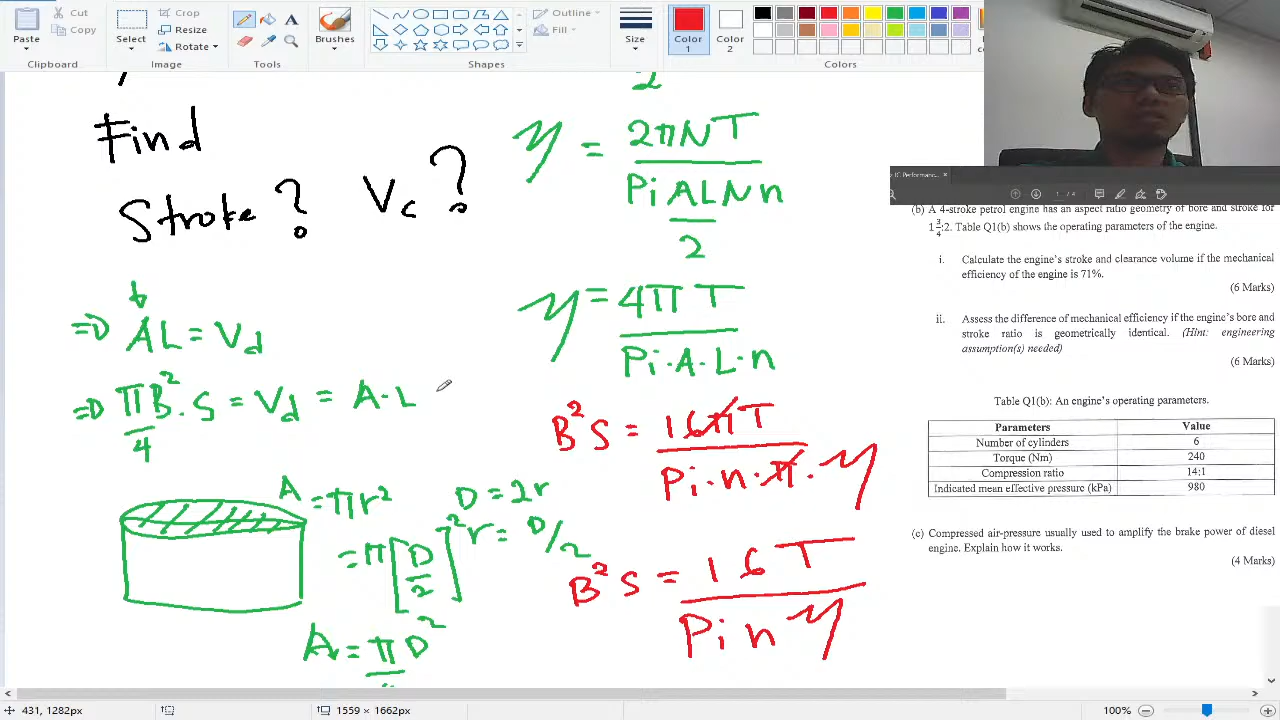 Paste
Cut
Copy
Clipboard
Select
Crop
Resize
Rotate
Image
A
Tools
Brushes
Shapes
Outline
Fill
Size
Color 1
Color 2
Colors
IC Performanc...
Find
Stroke? Vc?
=> AL = Vd
=> πB²/4 . S = Vd = A.L
A = πr²
= π[D/2]²
A = πD²
D = 2r
r = D/2
2
η = 2πNT / Pi ALN n / 2
η = 4πT / Pi.A.L.n
B²S = 16πT / Pi.n.π.η
B²S = 16T / Pi n η
(b) A 4-stroke petrol engine has an aspect ratio geometry of bore and stroke for
1 3/4:2. Table Q1(b) shows the operating parameters of the engine.
i. Calculate the engine's stroke and clearance volume if the mechanical
efficiency of the engine is 71%.
(6 Marks)
ii. Assess the difference of mechanical efficiency if the engine's bore and
stroke ratio is geometrically identical. (Hint: engineering
assumption(s) needed)
(6 Marks)
Table Q1(b): An engine's operating parameters.
Parameters Value
Number of cylinders 6
Torque (Nm) 240
Compression ratio 14:1
Indicated mean effective pressure (kPa) 980
(c) Compressed air-pressure usually used to amplify the brake power of diesel
engine. Explain how it works.
(4 Marks)
431, 1282px
1559 × 1662px
100%